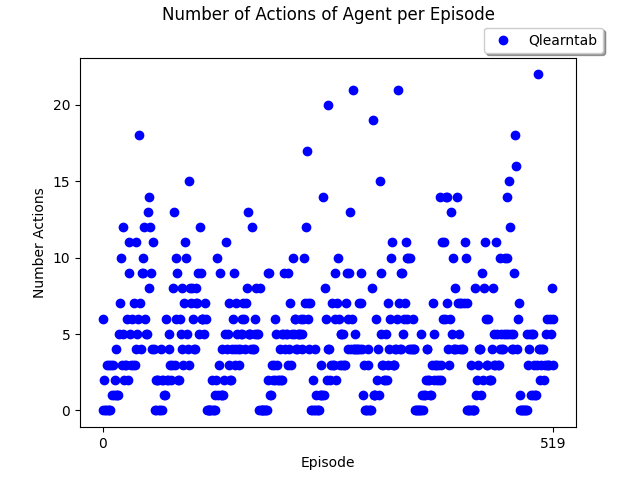 Number of Actions of Agent per Episode
Qlearntab
20
15
10
5
0
Number Actions
0
519
Episode